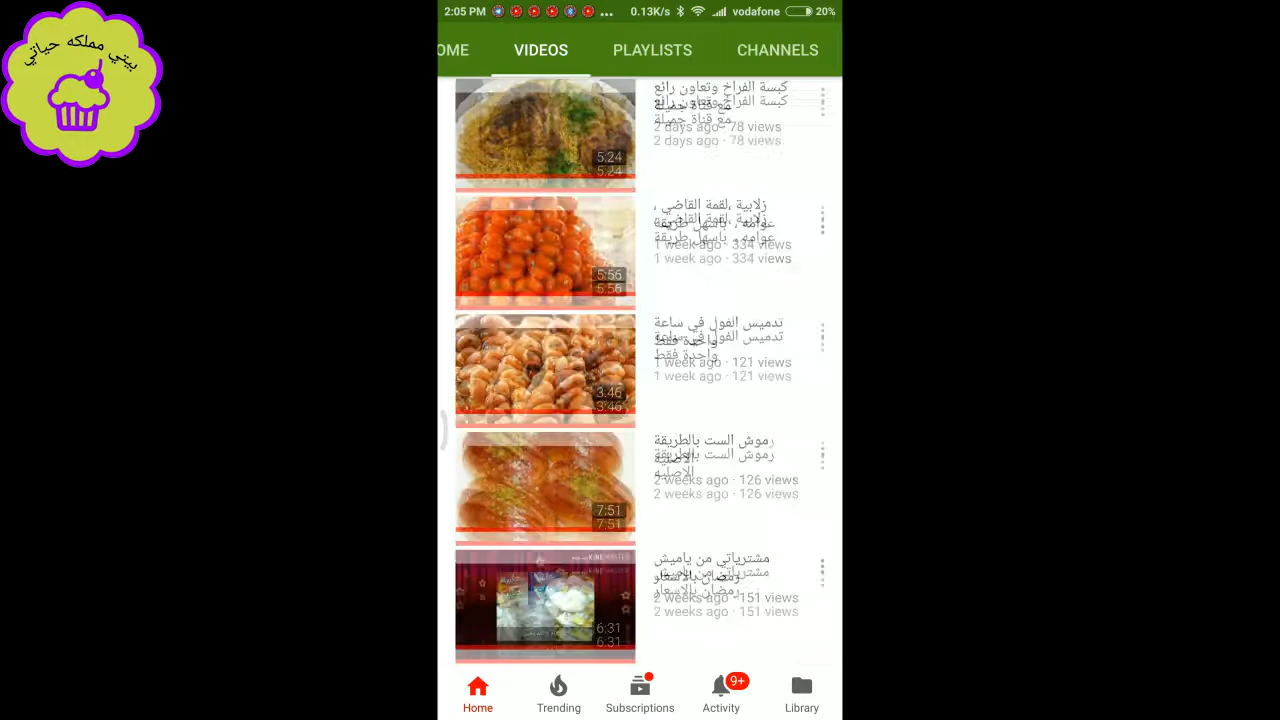 بيتي مملكه حياتي
2:05 PM ... 0.13K/s vodafone 20%
OME VIDEOS PLAYLISTS CHANNELS
كبسة الفراخ وتعاون رائع
مع قناة جميلة
2 days ago · 78 views
5:24
زلابية ،لقمة القاضي ،
عوامه ، باسهل طريقة
1 week ago · 334 views
5:56
تدميس الفول في ساعة
واحدة فقط
1 week ago · 121 views
3:46
رموش الست بالطريقة
الاصليه
2 weeks ago · 126 views
7:51
KINEMASTER
مشترياتي من ياميش
رمضان بالاسعار
2 weeks ago · 151 views
6:31
9+
Home Trending Subscriptions Activity Library